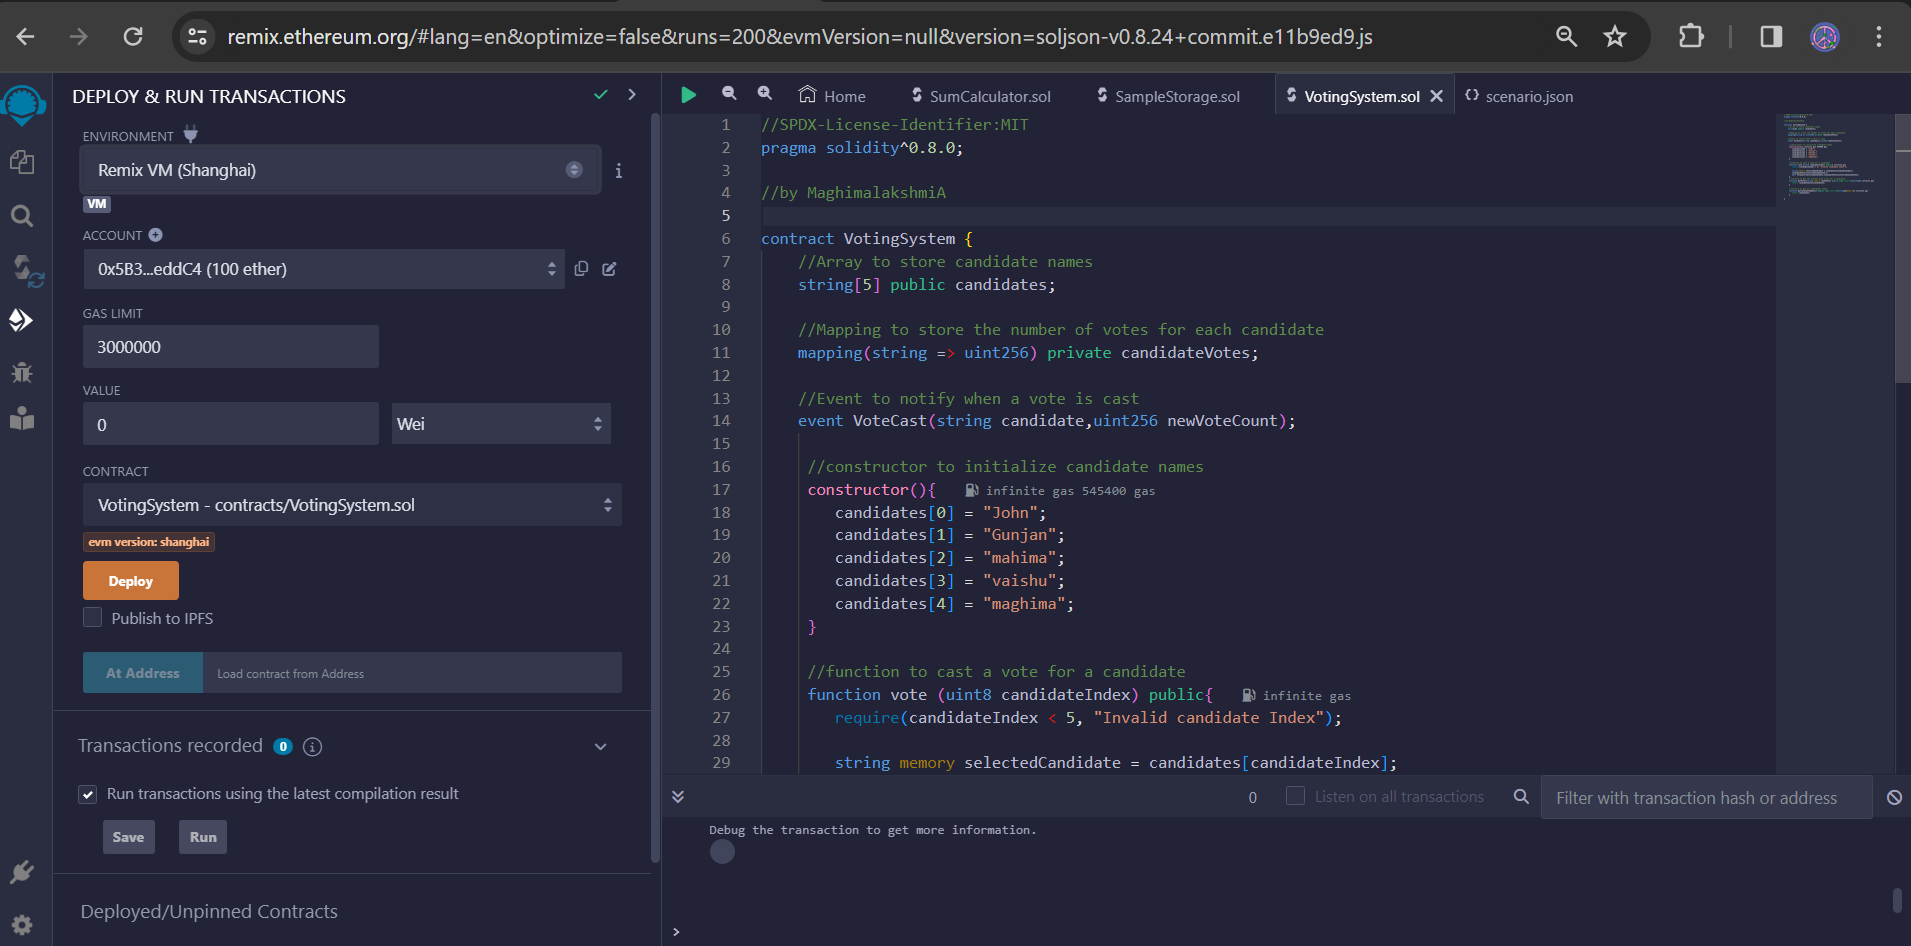 remix.ethereum.org/#lang=en&optimize=false&runs=200&evmVersion=null&version=soljson-v0.8.24+commit.e11b9ed9.js
DEPLOY & RUN TRANSACTIONS
ENVIRONMENT
Remix VM (Shanghai)
VM
ACCOUNT
0x5B3...eddC4 (100 ether)
GAS LIMIT
3000000
VALUE
0
Wei
CONTRACT
VotingSystem - contracts/VotingSystem.sol
evm version: shanghai
Deploy
Publish to IPFS
At Address
Load contract from Address
Transactions recorded 0 i
Run transactions using the latest compilation result
Save
Run
Deployed/Unpinned Contracts
Home
SumCalculator.sol
SampleStorage.sol
VotingSystem.sol
scenario.json
1 //SPDX-License-Identifier:MIT
2 pragma solidity^0.8.0;
3
4 //by MaghimalakshmiA
5
6 contract VotingSystem {
7 //Array to store candidate names
8 string[5] public candidates;
9
10 //Mapping to store the number of votes for each candidate
11 mapping(string => uint256) private candidateVotes;
12
13 //Event to notify when a vote is cast
14 event VoteCast(string candidate,uint256 newVoteCount);
15
16 //constructor to initialize candidate names
17 constructor(){ infinite gas 545400 gas
18 candidates[0] = "John";
19 candidates[1] = "Gunjan";
20 candidates[2] = "mahima";
21 candidates[3] = "vaishu";
22 candidates[4] = "maghima";
23 }
24
25 //function to cast a vote for a candidate
26 function vote (uint8 candidateIndex) public{ infinite gas
27 require(candidateIndex < 5, "Invalid candidate Index");
28
29 string memory selectedCandidate = candidates[candidateIndex];
0
Listen on all transactions
Filter with transaction hash or address
Debug the transaction to get more information.
>